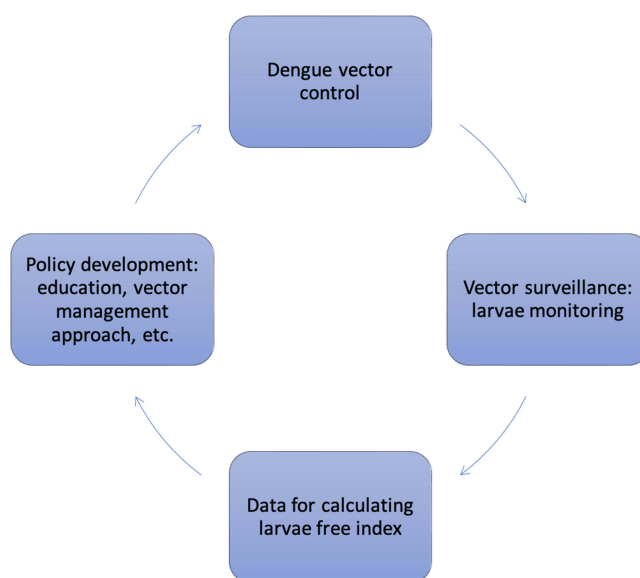 Dengue vector
control
Vector surveillance:
larvae monitoring
Data for calculating
larvae free index
Policy development:
education, vector
management
approach, etc.